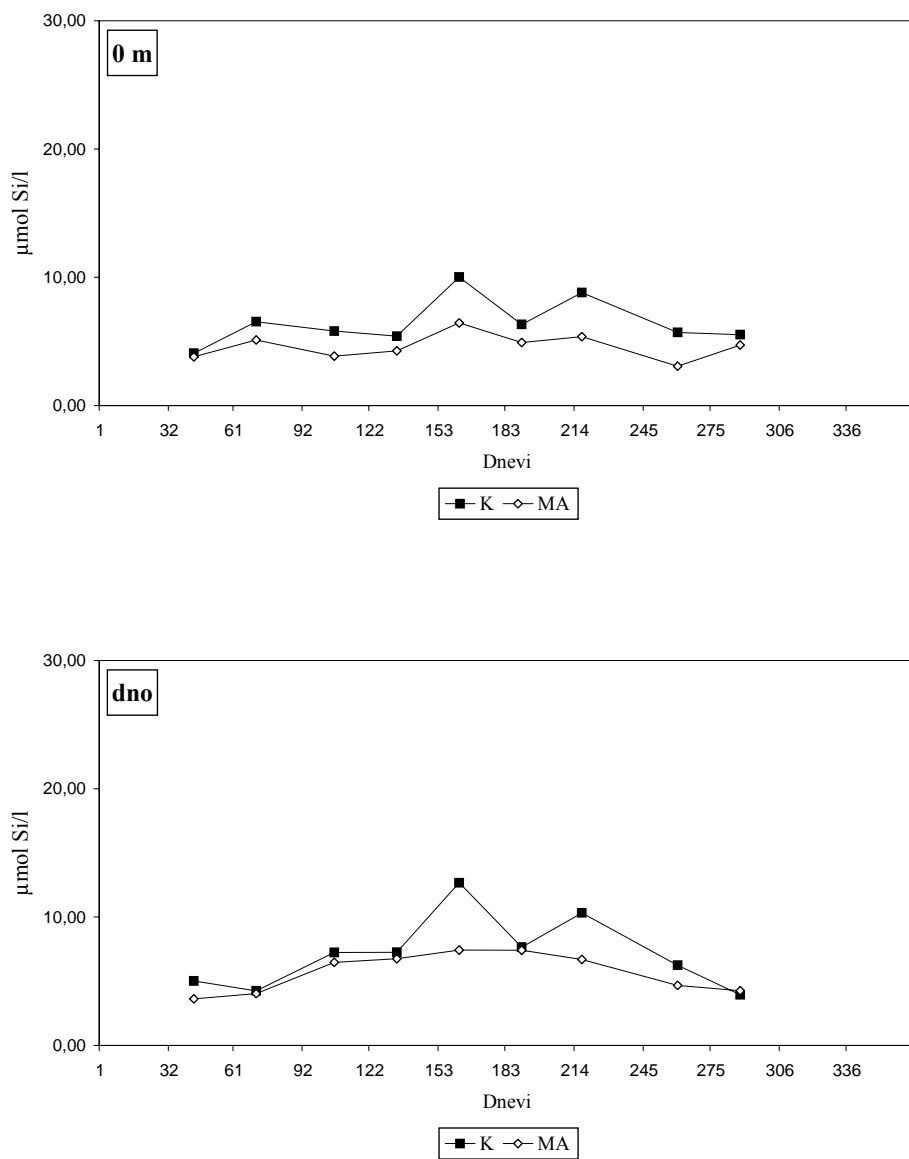 30,00
0 m
20,00
µmol Si/l
10,00
0,00
1 32 61 92 122 153 183 214 245 275 306 336
Dnevi
K MA
30,00
dno
20,00
µmol Si/l
10,00
0,00
1 32 61 92 122 153 183 214 245 275 306 336
Dnevi
K MA